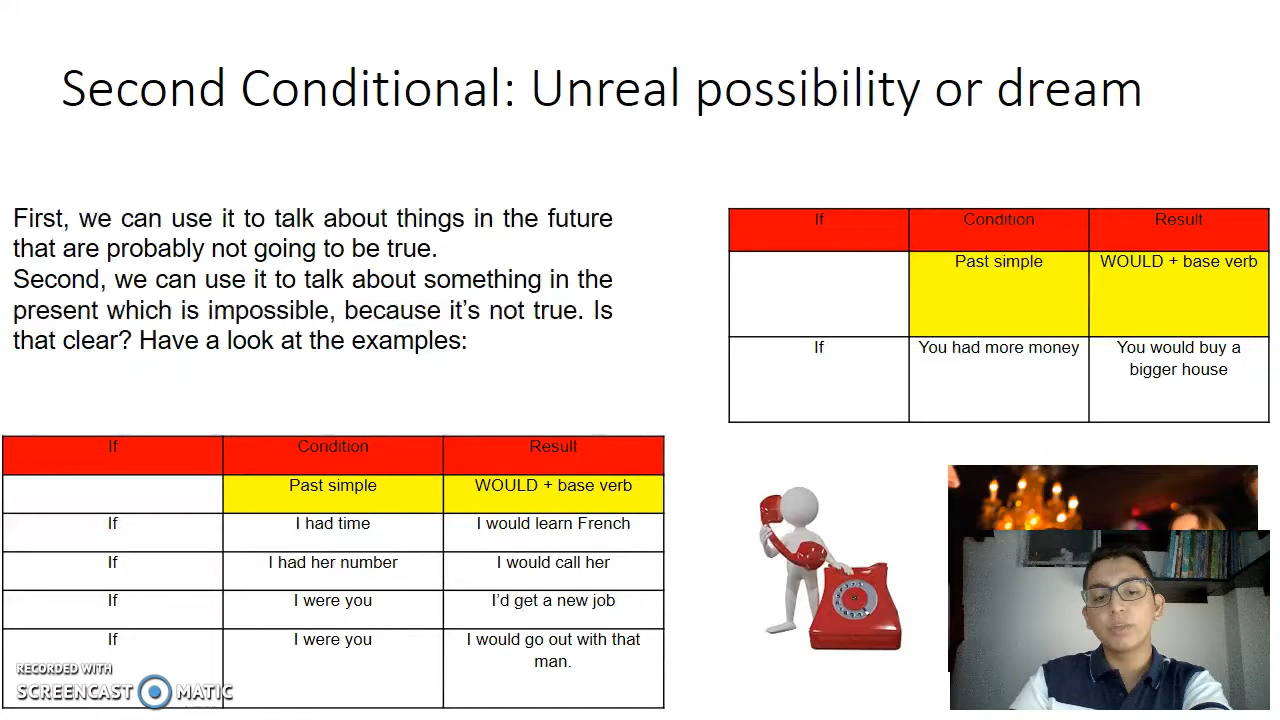 Second Conditional: Unreal possibility or dream
First, we can use it to talk about things in the future
that are probably not going to be true.
Second, we can use it to talk about something in the
present which is impossible, because it’s not true. Is
that clear? Have a look at the examples:
If Condition Result
Past simple WOULD + base verb
If You had more money You would buy a
bigger house
If Condition Result
Past simple WOULD + base verb
If I had time I would learn French
If I had her number I would call her
If I were you I’d get a new job
If I were you I would go out with that
man.
RECORDED WITH
SCREENCAST MATIC